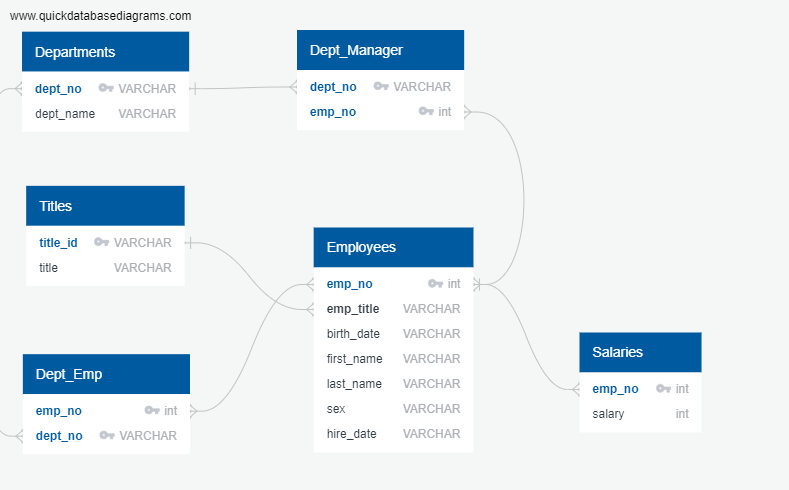 www.quickdatabasediagrams.com
Departments
dept_no VARCHAR
dept_name VARCHAR
Dept_Manager
dept_no VARCHAR
emp_no int
Titles
title_id VARCHAR
title VARCHAR
Employees
emp_no int
emp_title VARCHAR
birth_date VARCHAR
first_name VARCHAR
last_name VARCHAR
sex VARCHAR
hire_date VARCHAR
Dept_Emp
emp_no int
dept_no VARCHAR
Salaries
emp_no int
salary int